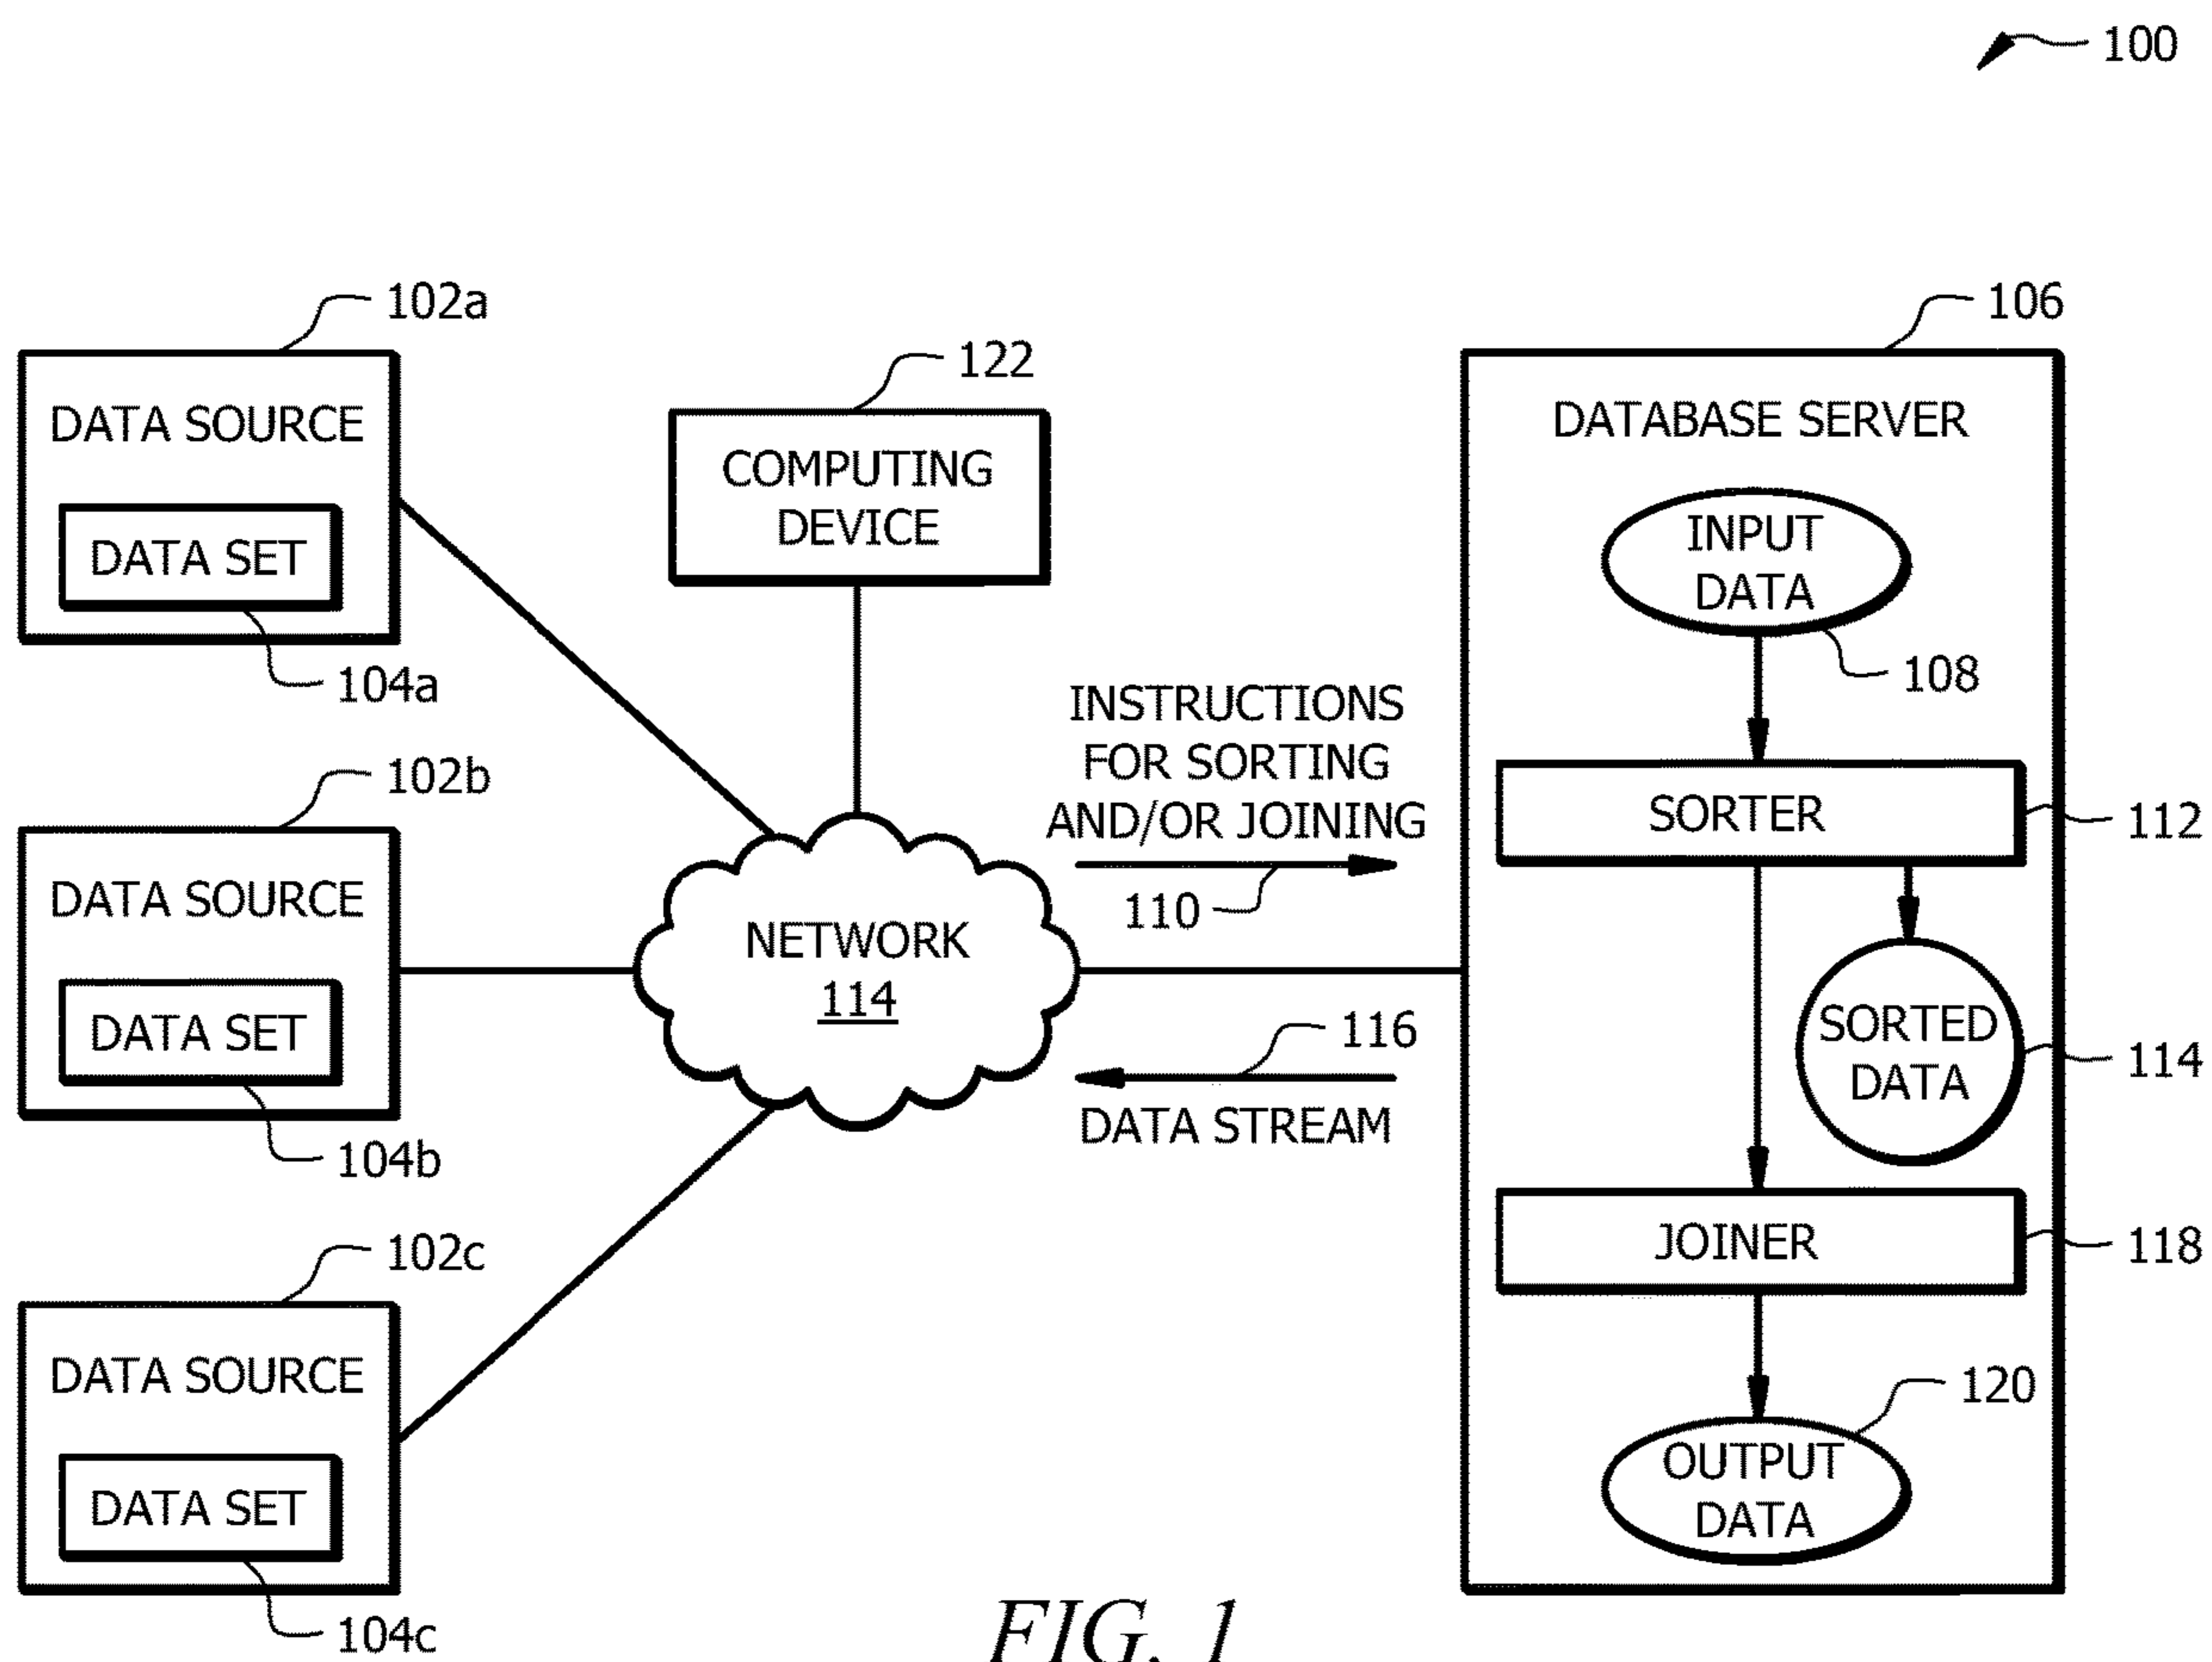 100
102a
DATA SOURCE
DATA SET
104a
102b
DATA SOURCE
DATA SET
104b
102c
DATA SOURCE
DATA SET
104c
122
COMPUTING
DEVICE
NETWORK
114
INSTRUCTIONS
FOR SORTING
AND/OR JOINING
110
116
DATA STREAM
106
DATABASE SERVER
INPUT
DATA
108
SORTER
112
SORTED
DATA
114
JOINER
118
120
OUTPUT
DATA
FIG. 1